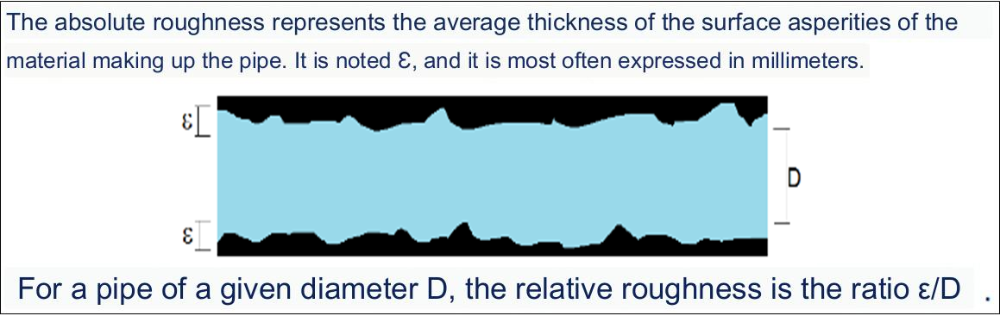 The absolute roughness represents the average thickness of the surface asperities of the
material making up the pipe. It is noted Ɛ, and it is most often expressed in millimeters.
ε
D
ε
For a pipe of a given diameter D, the relative roughness is the ratio ε/D .